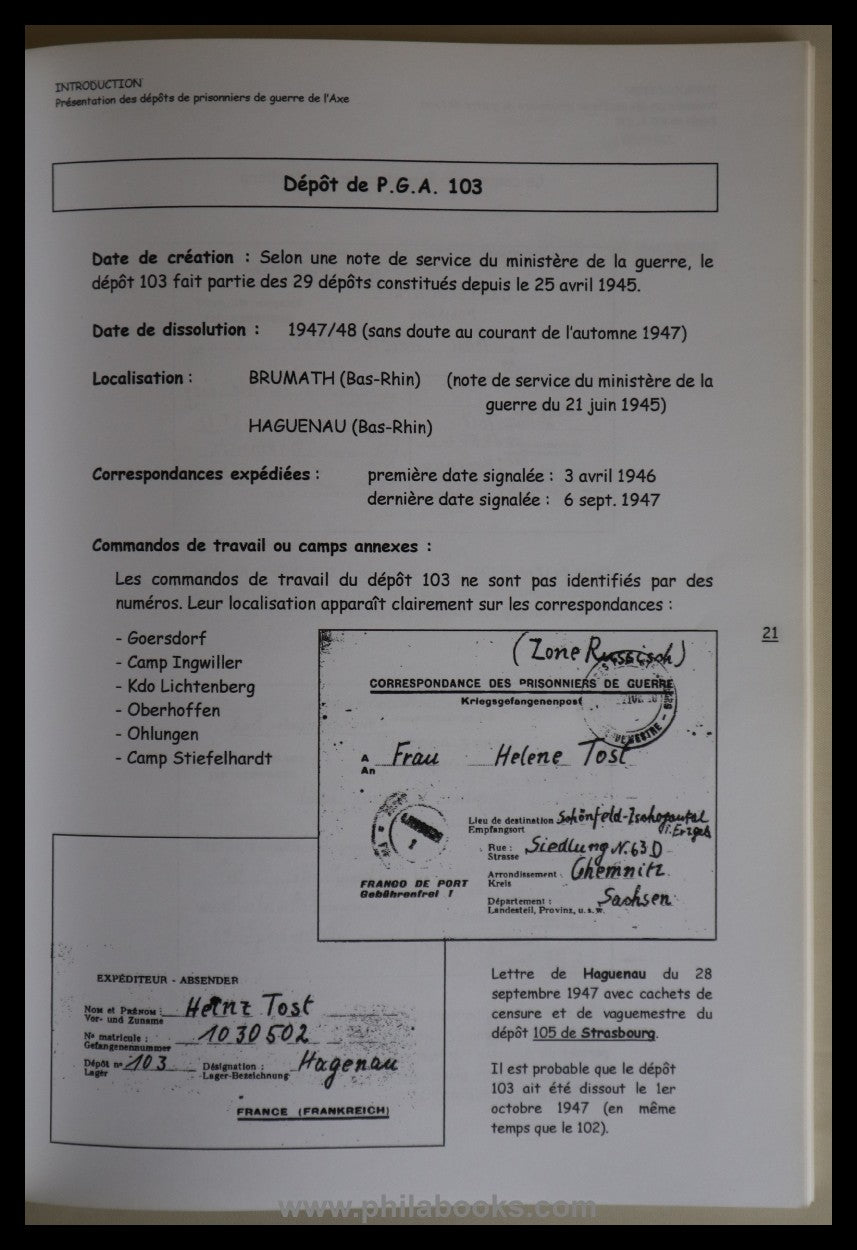 INTRODUCTION
Présentation des dépôts de prisonniers de guerre de l'Axe
Dépôt de P.G.A. 103
Date de création : Selon une note de service du ministère de la guerre, le
dépôt 103 fait partie des 29 dépôts constitués depuis le 25 avril 1945.
Date de dissolution : 1947/48 (sans doute au courant de l'automne 1947)
Localisation : BRUMATH (Bas-Rhin) (note de service du ministère de la
guerre du 21 juin 1945)
HAGUENAU (Bas-Rhin)
Correspondances expédiées : première date signalée : 3 avril 1946
dernière date signalée : 6 sept. 1947
Commandos de travail ou camps annexes :
Les commandos de travail du dépôt 103 ne sont pas identifiés par des
numéros. Leur localisation apparaît clairement sur les correspondances :
21
- Goersdorf
- Camp Ingwiller
- Kdo Lichtenberg
- Oberhoffen
- Ohlungen
- Camp Stiefelhardt
(Zone Russisch)
CORRESPONDANCE DES PRISONNIERS DE GUERRE
Kriegsgefangenenpost
A Frau Helene Tost
An
Lieu de destination Schönfeld-Zschopautal
Empfangsort i. Erzgeb
Rue : Siedlung N. 63 D
Strasse
Arrondissement : Chemnitz
Kreis
Département : Sachsen
Landesteil, Provinz, u.s.w.
FRANCO DE PORT
Gebührenfrei !
EXPÉDITEUR - ABSENDER
Nom et Prénom : Heinz Tost
Vor- und Zuname
Nº matricule : 1030502
Gefangenennummer
Dépôt nº 103 Désignation : Hagenau
Lager Lager-Bezeichnung
FRANCE (FRANKREICH)
Lettre de Haguenau du 28
septembre 1947 avec cachets de
censure et de vaguemestre du
dépôt 105 de Strasbourg.
Il est probable que le dépôt
103 ait été dissout le 1er
octobre 1947 (en même
temps que le 102).
www.philabooks.com